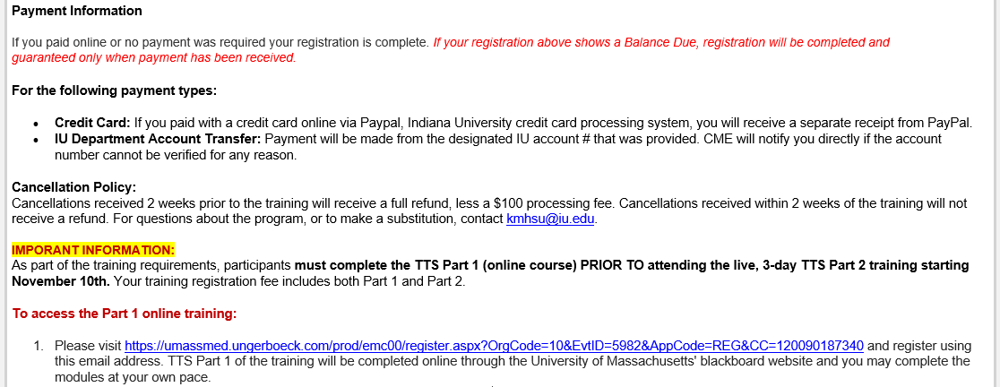 Payment Information
If you paid online or no payment was required your registration is complete. If your registration above shows a Balance Due, registration will be completed and
guaranteed only when payment has been received.
For the following payment types:
• Credit Card: If you paid with a credit card online via Paypal, Indiana University credit card processing system, you will receive a separate receipt from PayPal.
• IU Department Account Transfer: Payment will be made from the designated IU account # that was provided. CME will notify you directly if the account
number cannot be verified for any reason.
Cancellation Policy:
Cancellations received 2 weeks prior to the training will receive a full refund, less a $100 processing fee. Cancellations received within 2 weeks of the training will not
receive a refund. For questions about the program, or to make a substitution, contact kmhsu@iu.edu.
IMPORANT INFORMATION:
As part of the training requirements, participants must complete the TTS Part 1 (online course) PRIOR TO attending the live, 3-day TTS Part 2 training starting
November 10th. Your training registration fee includes both Part 1 and Part 2.
To access the Part 1 online training:
1. Please visit https://umassmed.ungerboeck.com/prod/emc00/register.aspx?OrgCode=10&EvtID=5982&AppCode=REG&CC=120090187340 and register using
this email address. TTS Part 1 of the training will be completed online through the University of Massachusetts' blackboard website and you may complete the
modules at your own pace.